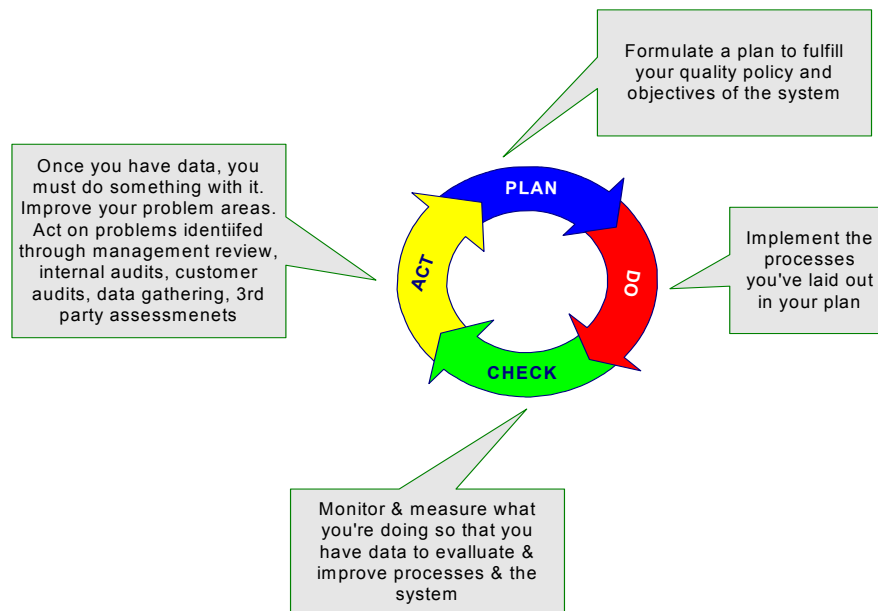 Formulate a plan to fulfill
your quality policy and
objectives of the system
PLAN
DO
Implement the
processes
you've laid out
in your plan
CHECK
Monitor & measure what
you're doing so that you
have data to evalluate &
improve processes & the
system
ACT
Once you have data, you
must do something with it.
Improve your problem areas.
Act on problems identiifed
through management review,
internal audits, customer
audits, data gathering, 3rd
party assessmenets